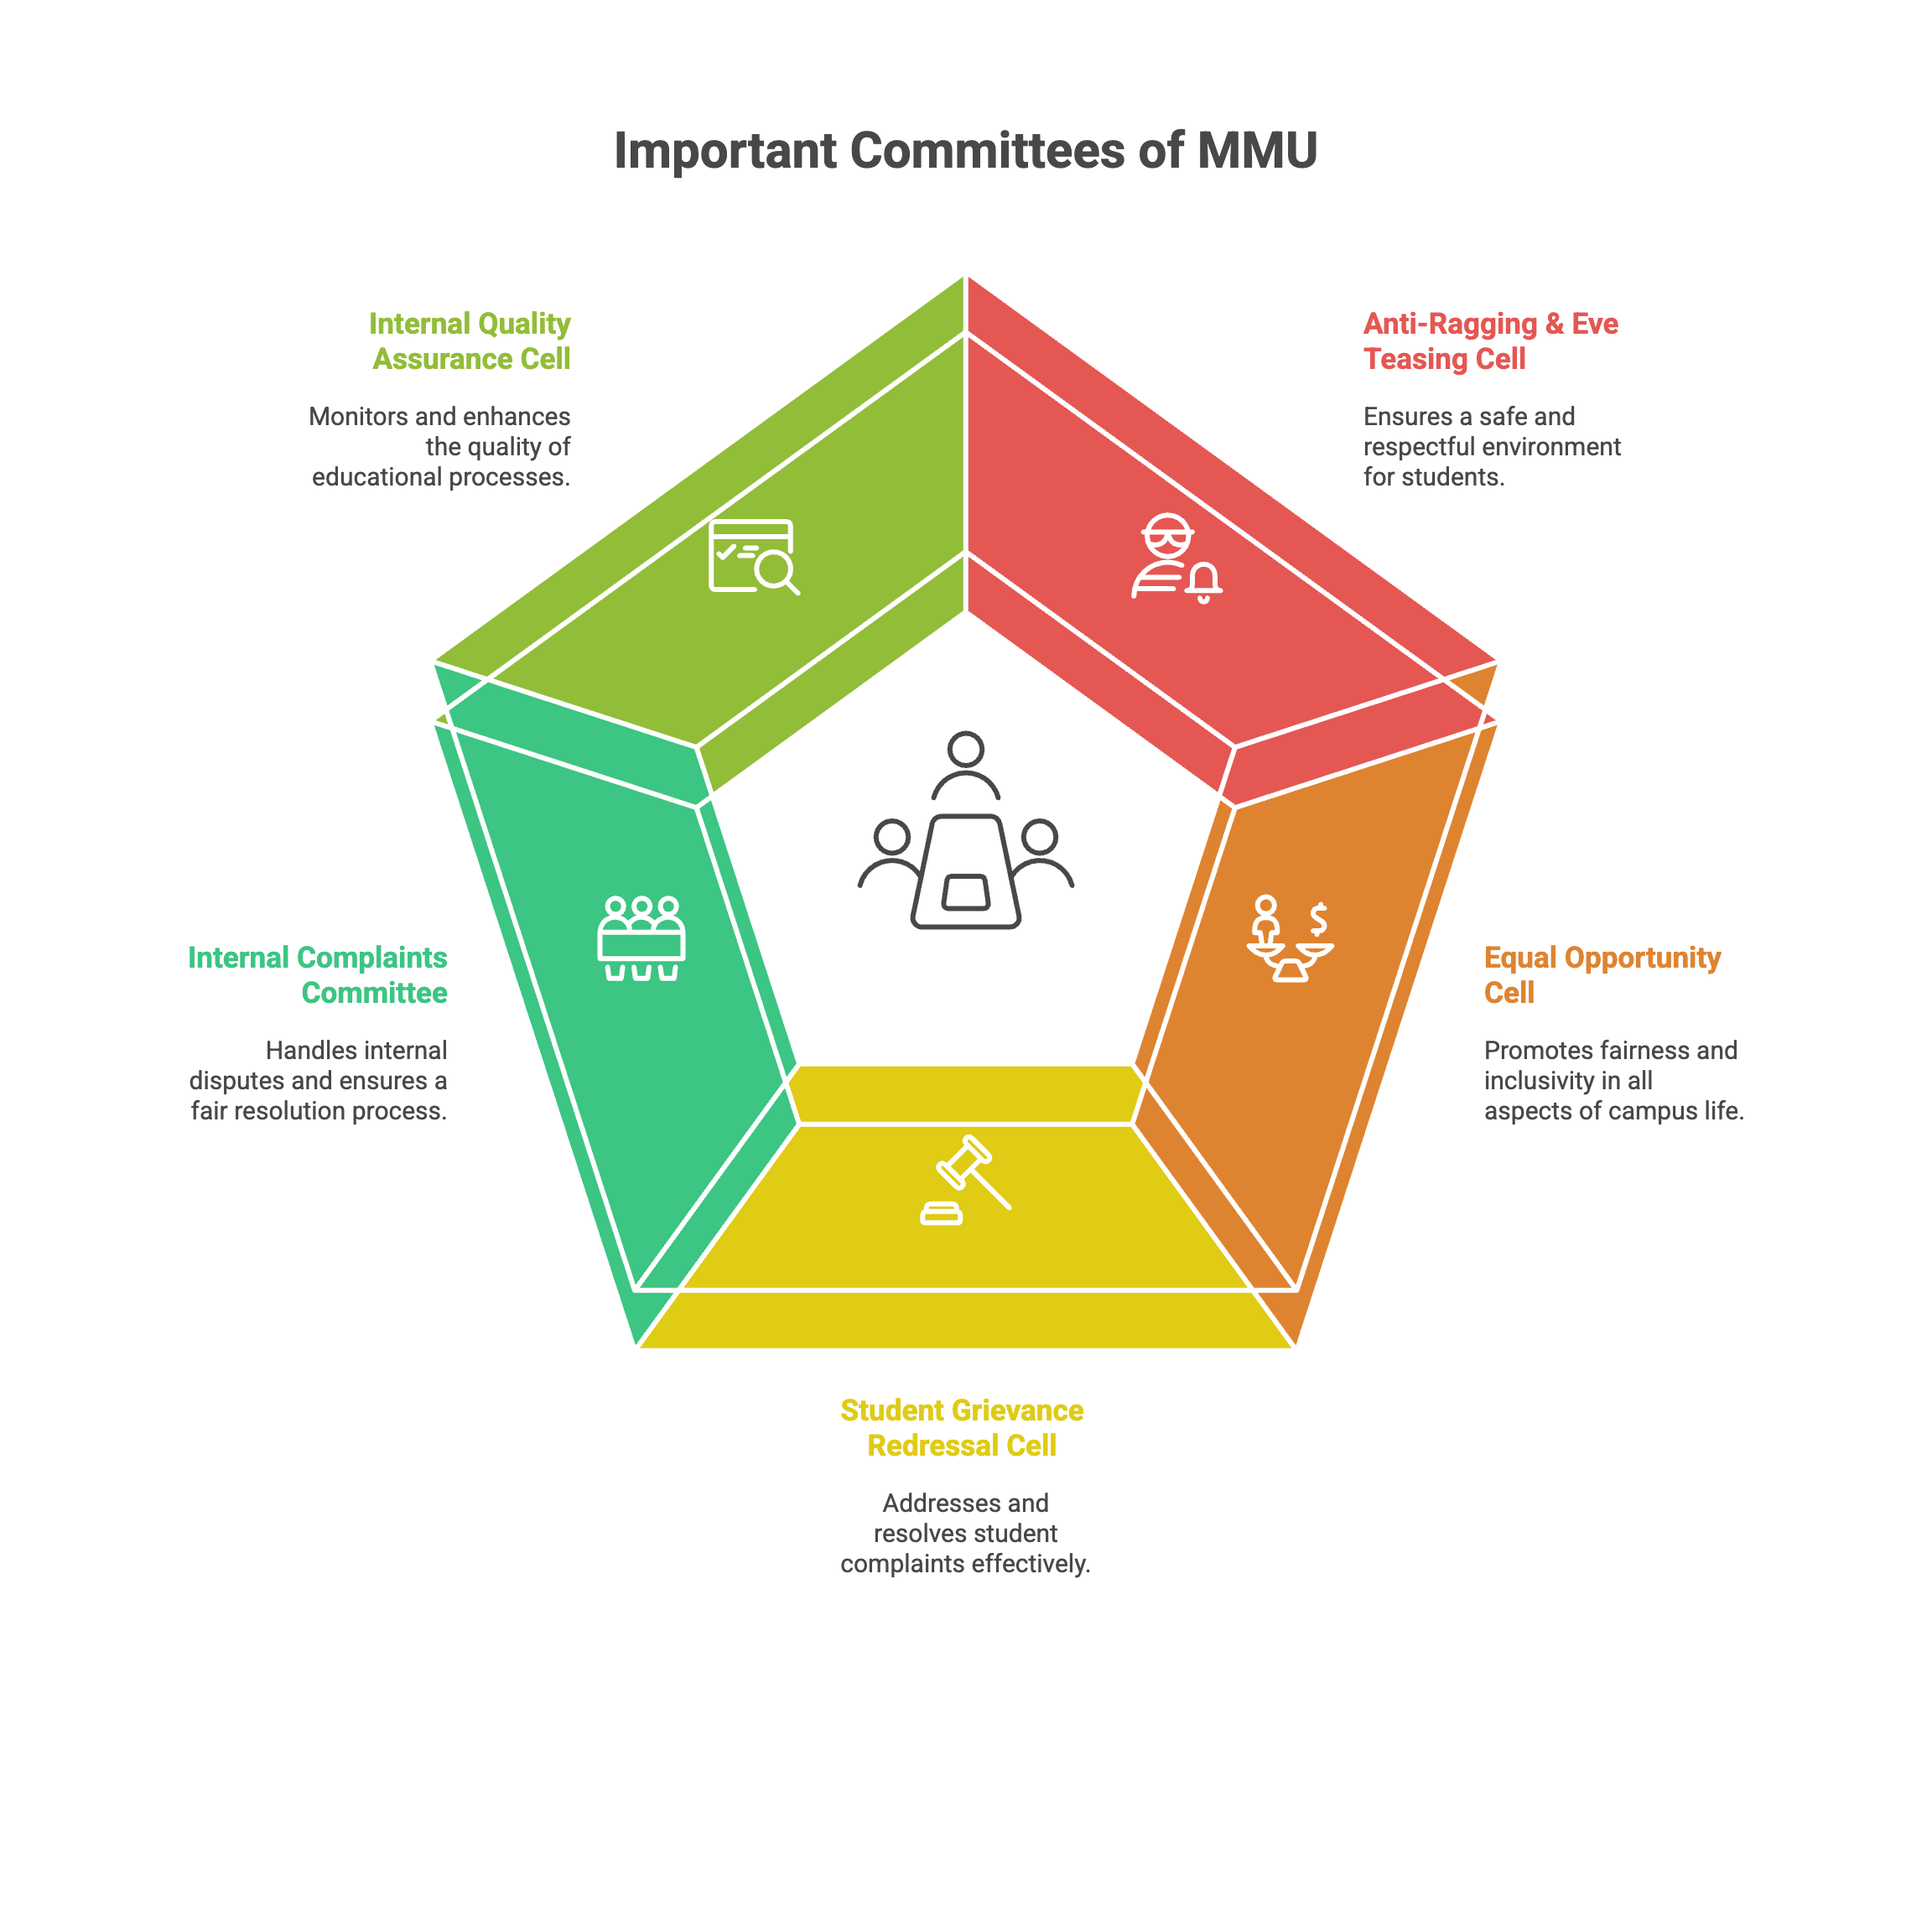 Important Committees of MMU
Internal Quality
Assurance Cell
Monitors and enhances
the quality of
educational processes.
Anti-Ragging & Eve
Teasing Cell
Ensures a safe and
respectful environment
for students.
Internal Complaints
Committee
Handles internal
disputes and ensures a
fair resolution process.
Equal Opportunity
Cell
Promotes fairness and
inclusivity in all
aspects of campus life.
Student Grievance
Redressal Cell
Addresses and
resolves student
complaints effectively.